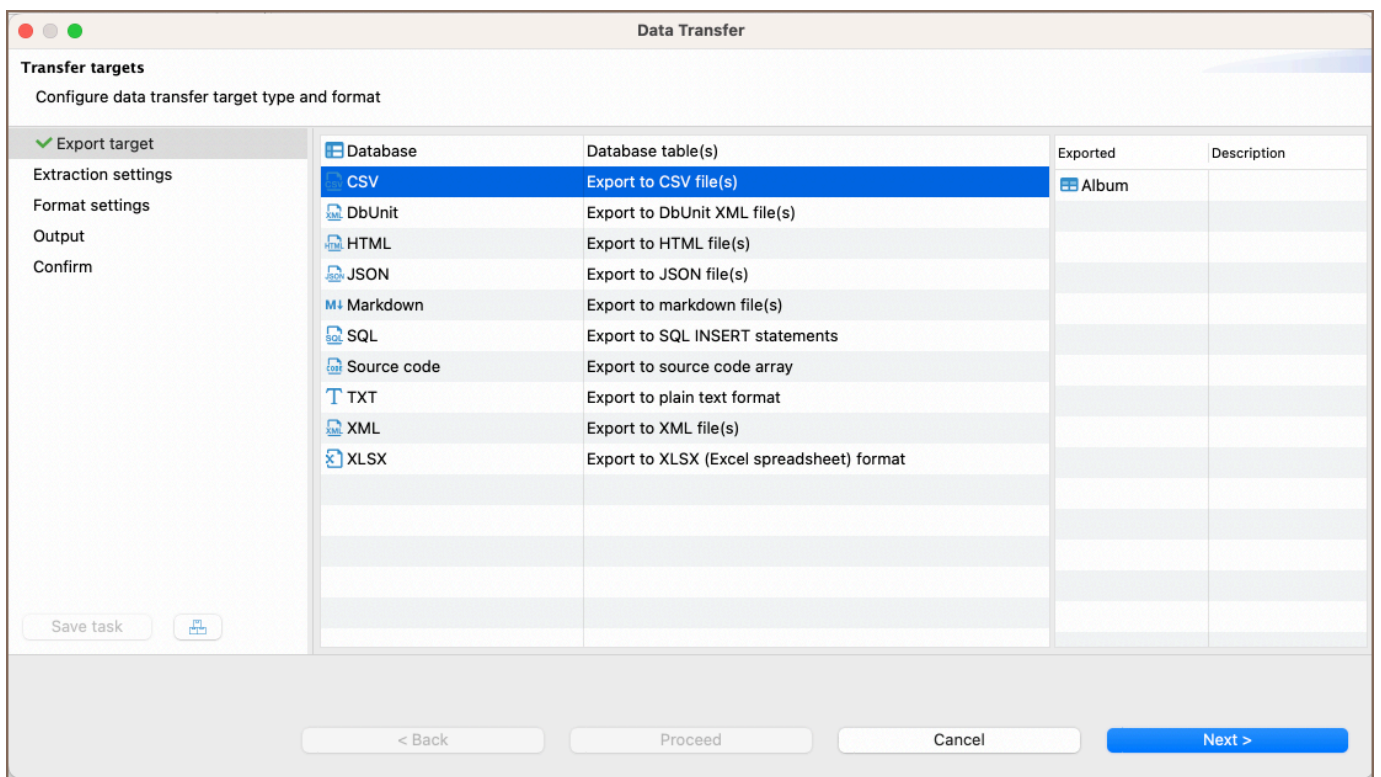 Data Transfer
Transfer targets
Configure data transfer target type and format
Export target
Extraction settings
Format settings
Output
Confirm
Database Database table(s)
CSV Export to CSV file(s)
DbUnit Export to DbUnit XML file(s)
HTML Export to HTML file(s)
JSON Export to JSON file(s)
M↓ Markdown Export to markdown file(s)
SQL Export to SQL INSERT statements
Source code Export to source code array
T TXT Export to plain text format
XML Export to XML file(s)
XLSX Export to XLSX (Excel spreadsheet) format
Exported Description
Album
Save task
< Back Proceed Cancel Next >